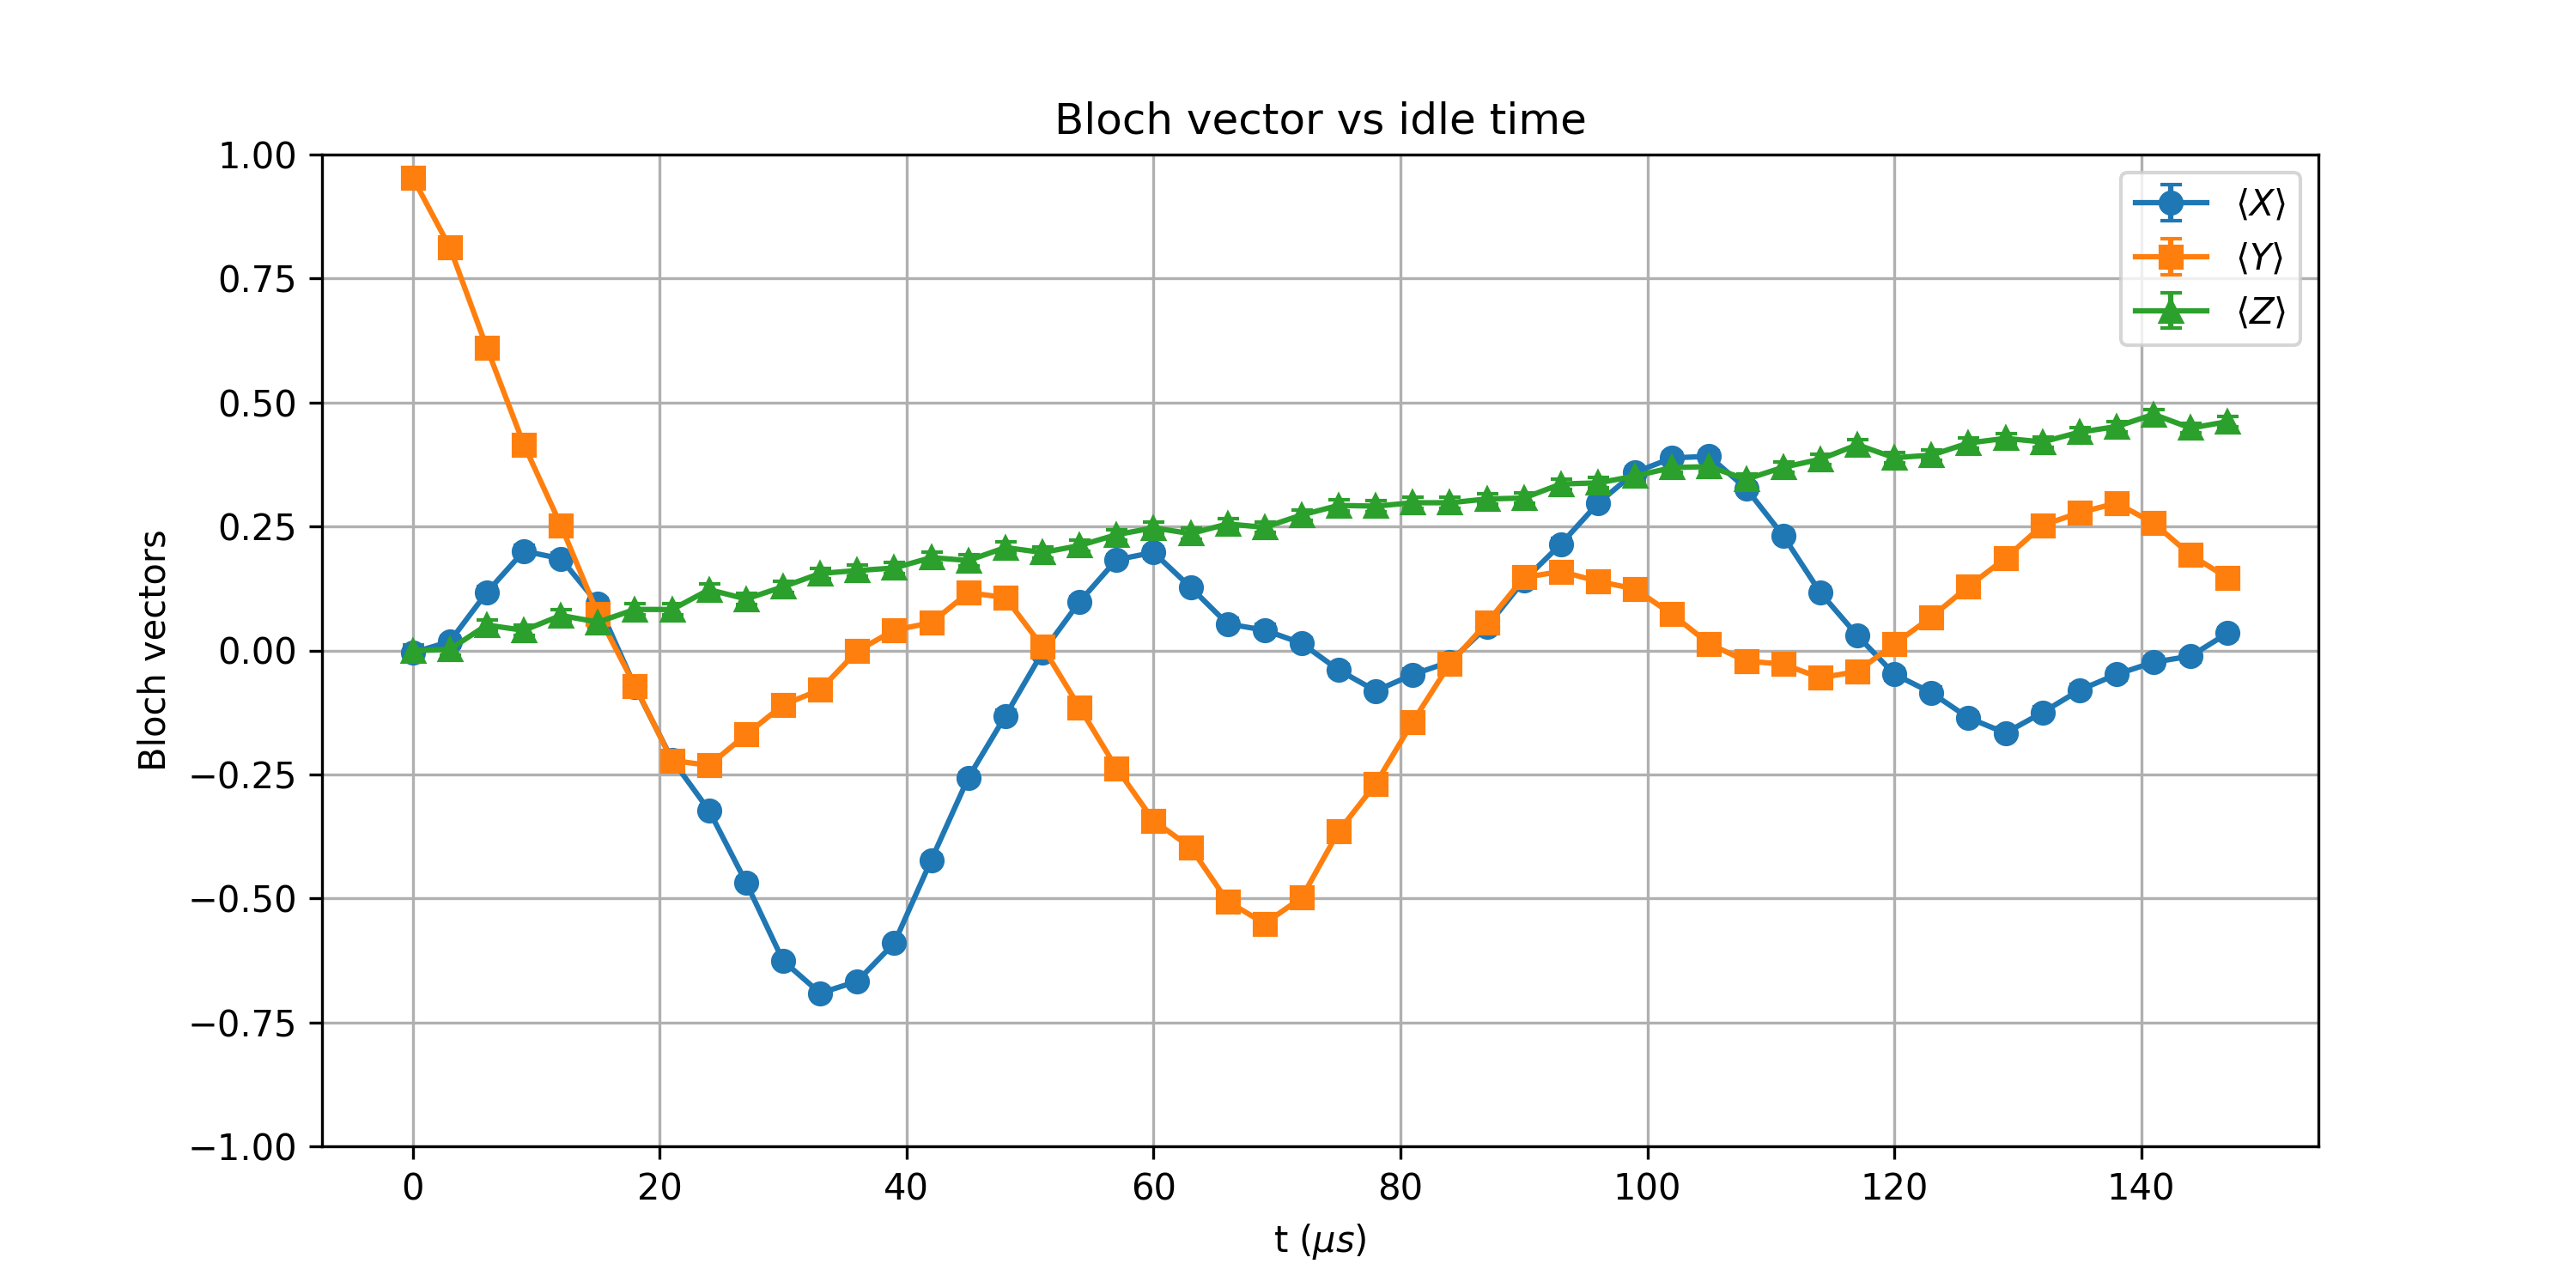 Bloch vector vs idle time
1.00
0.75
0.50
0.25
0.00
−0.25
−0.50
−0.75
−1.00
Bloch vectors
⟨X⟩
⟨Y⟩
⟨Z⟩
0 20 40 60 80 100 120 140
t (μs)